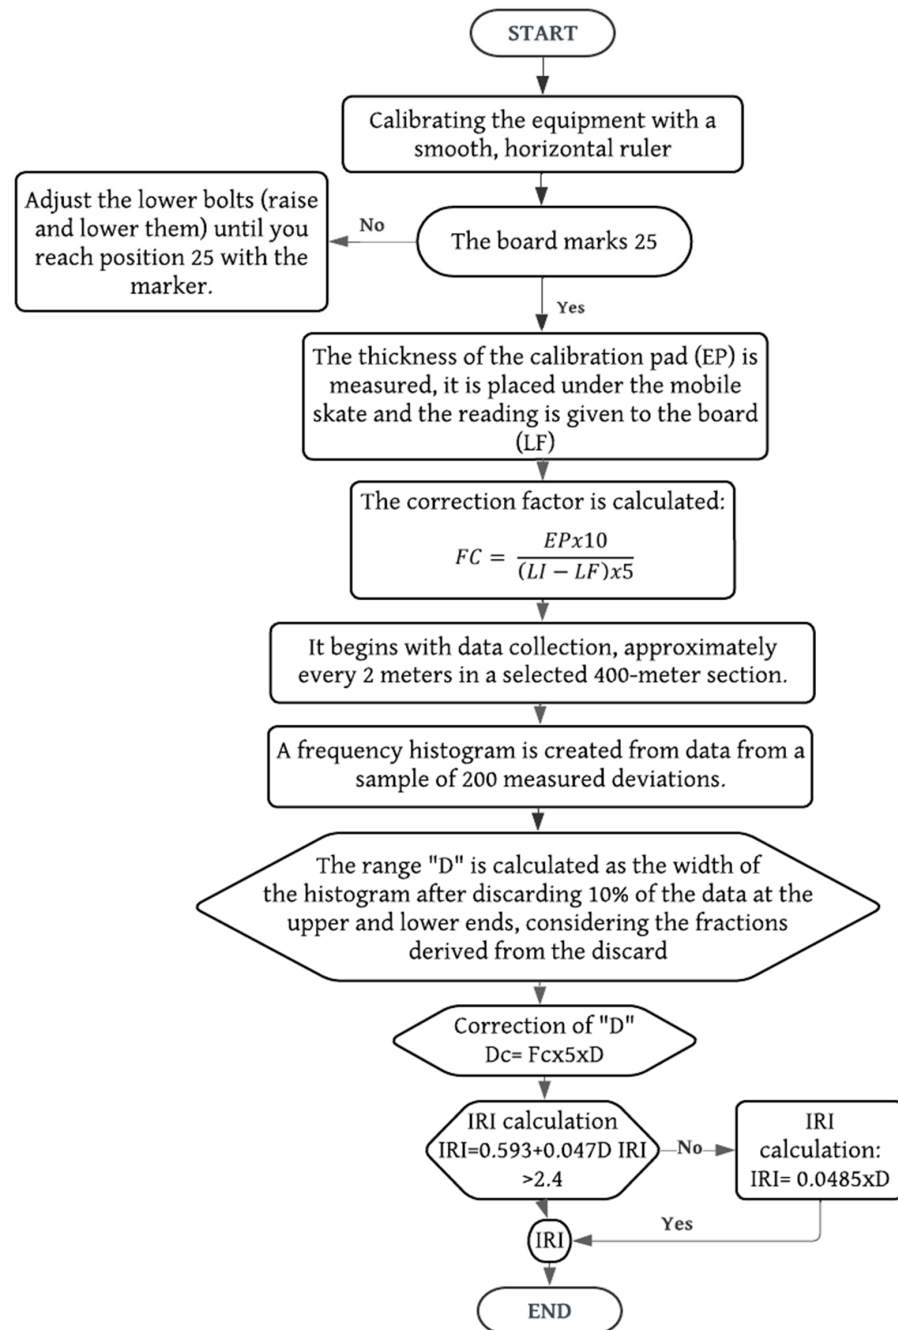 START
Calibrating the equipment with a
smooth, horizontal ruler
Adjust the lower bolts (raise
and lower them) until you
reach position 25 with the
marker.
No
The board marks 25
Yes
The thickness of the calibration pad (EP) is
measured, it is placed under the mobile
skate and the reading is given to the board
(LF)
The correction factor is calculated:
FC = EPx10 / (LI − LF)x5
It begins with data collection, approximately
every 2 meters in a selected 400-meter section.
A frequency histogram is created from data from a
sample of 200 measured deviations.
The range "D" is calculated as the width of
the histogram after discarding 10% of the data at the
upper and lower ends, considering the fractions
derived from the discard
Correction of "D"
Dc= Fcx5xD
IRI calculation
IRI=0.593+0.047D IRI
>2.4
No
IRI
calculation:
IRI= 0.0485xD
Yes
IRI
END